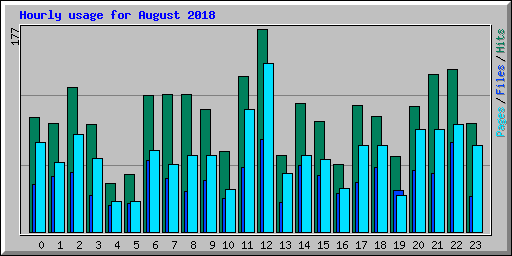 Hourly usage for August 2018
177
Pages/Files/Hits
0 1 2 3 4 5 6 7 8 9 10 11 12 13 14 15 16 17 18 19 20 21 22 23